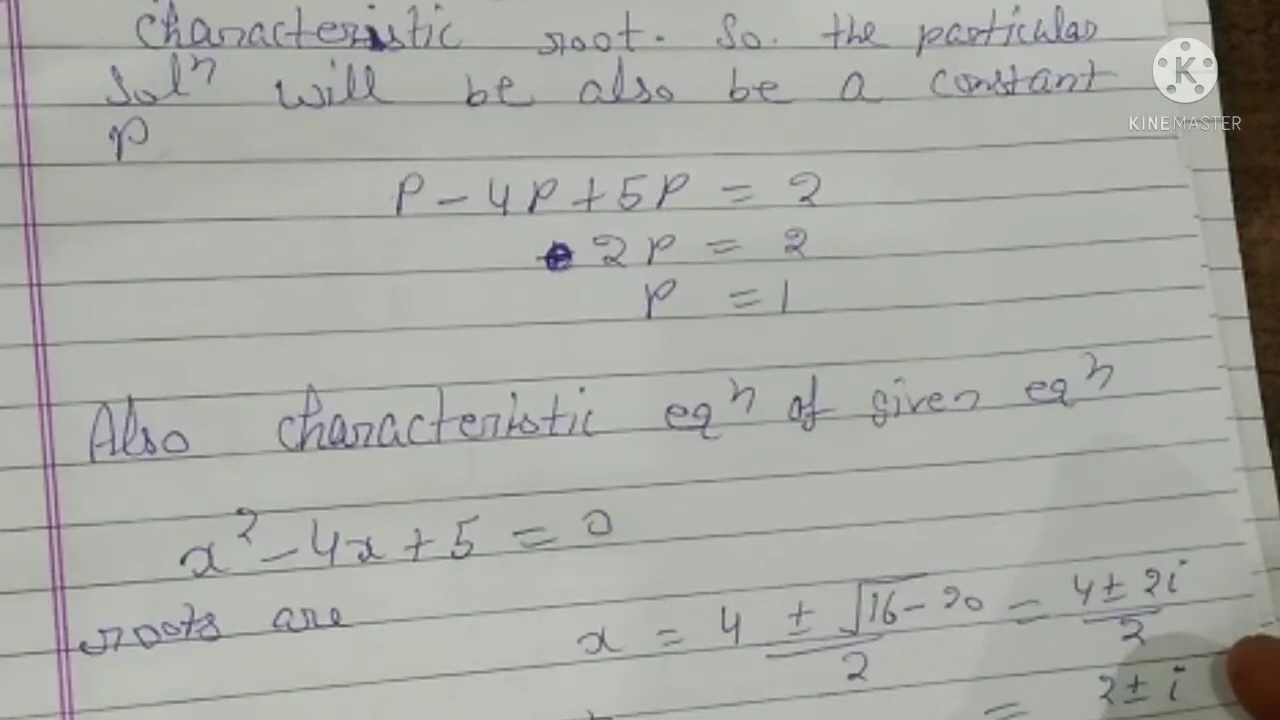 characteristic root. So. the particular
solⁿ will be also be a constant
P
P - 4P + 5P = 2
2P = 2
P = 1
Also characteristic eqⁿ of given eqⁿ
x² - 4x + 5 = 0
roots are x = 4 ± √16-20 / 2 = 4 ± 2i / 2
= 2 ± i
K
KINEMASTER